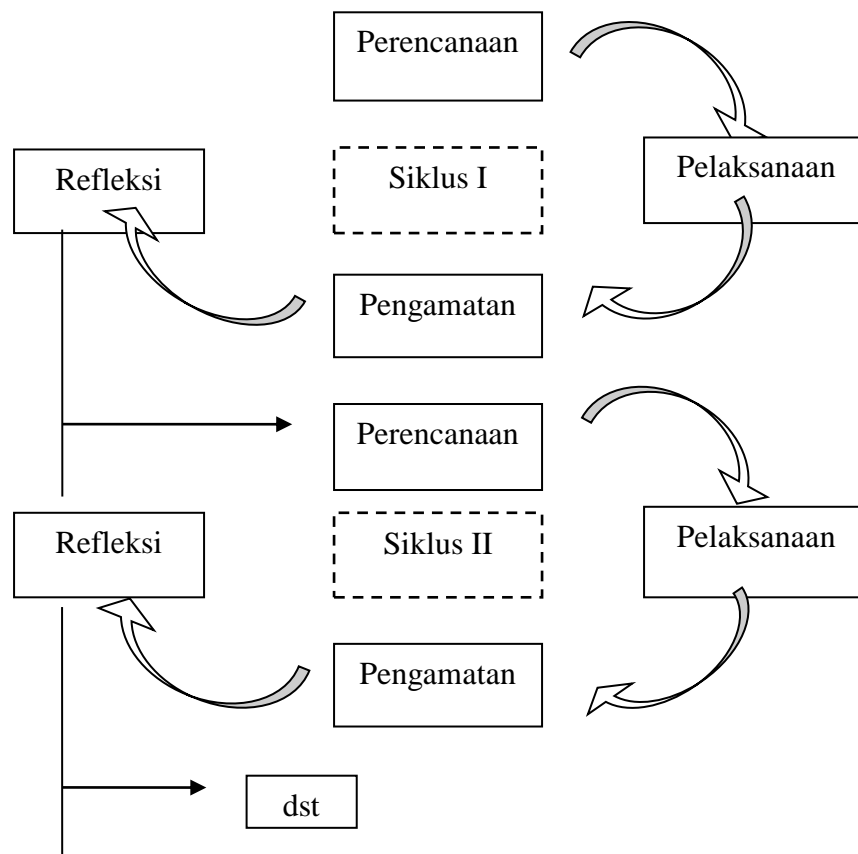 Perencanaan
Refleksi
Siklus I
Pelaksanaan
Pengamatan
Perencanaan
Refleksi
Siklus II
Pelaksanaan
Pengamatan
dst